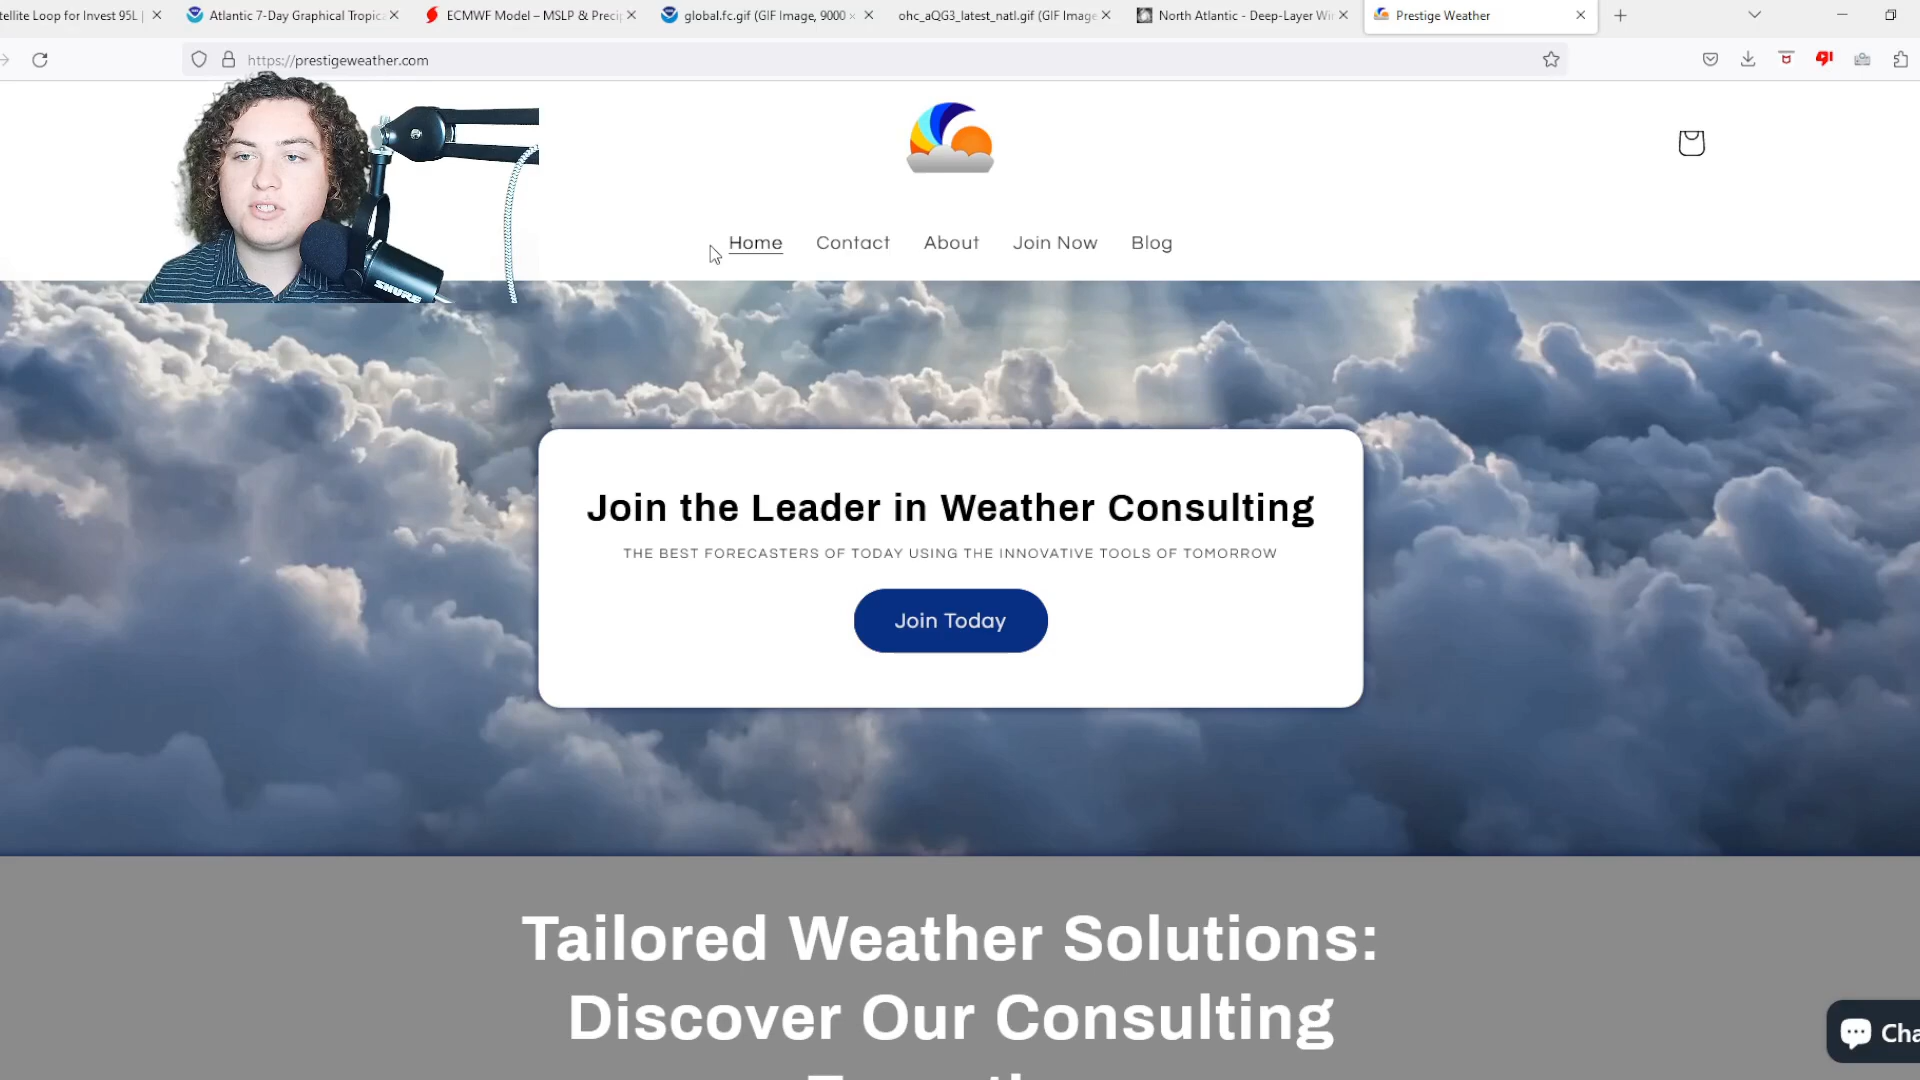 tellite Loop for Invest 95L |
Atlantic 7-Day Graphical Tropica
ECMWF Model – MSLP & Precip
global.fc.gif (GIF Image, 9000 ×
ohc_aQG3_latest_natl.gif (GIF Image
North Atlantic - Deep-Layer Wi
Prestige Weather
https://prestigeweather.com
SHURE
Home
Contact
About
Join Now
Blog
Join the Leader in Weather Consulting
THE BEST FORECASTERS OF TODAY USING THE INNOVATIVE TOOLS OF TOMORROW
Join Today
Tailored Weather Solutions:
Discover Our Consulting
Cha